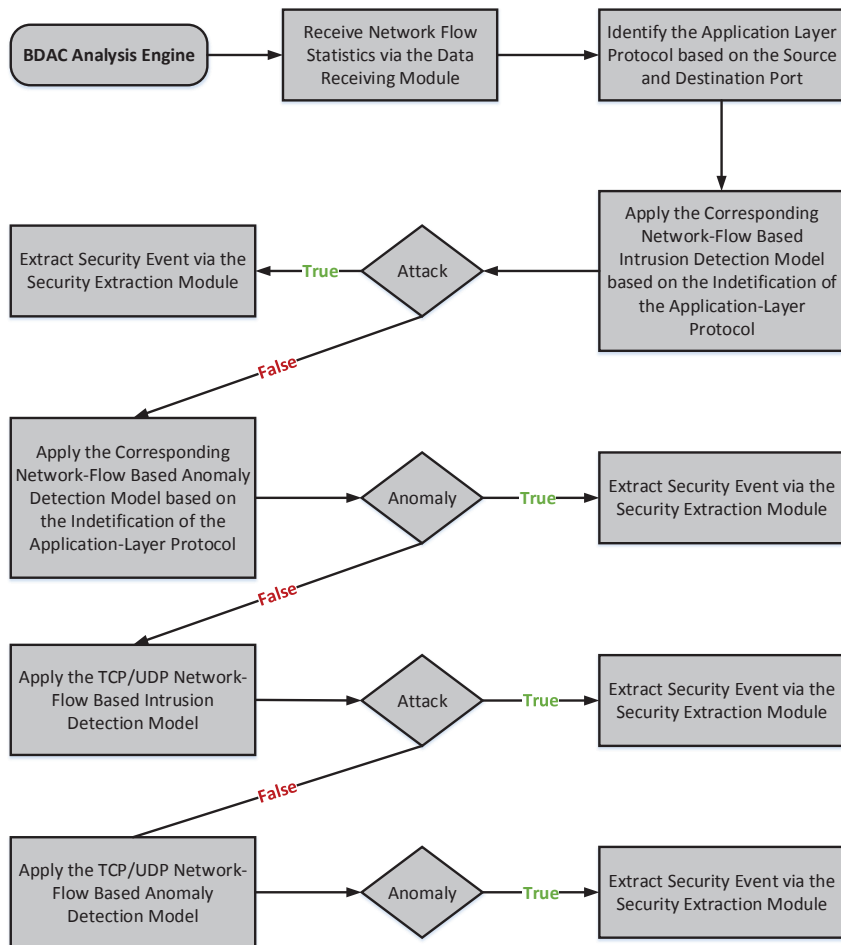 BDAC Analysis Engine
Receive Network Flow
Statistics via the Data
Receiving Module
Identify the Application Layer
Protocol based on the Source
and Destination Port
Apply the Corresponding
Network-Flow Based
Intrusion Detection Model
based on the Indetification of
the Application-Layer
Protocol
Attack
True
Extract Security Event via the
Security Extraction Module
False
Apply the Corresponding
Network-Flow Based Anomaly
Detection Model based on
the Indetification of the
Application-Layer Protocol
Anomaly
True
Extract Security Event via the
Security Extraction Module
False
Apply the TCP/UDP Network-
Flow Based Intrusion
Detection Model
Attack
True
Extract Security Event via the
Security Extraction Module
False
Apply the TCP/UDP Network-
Flow Based Anomaly
Detection Model
Anomaly
True
Extract Security Event via the
Security Extraction Module